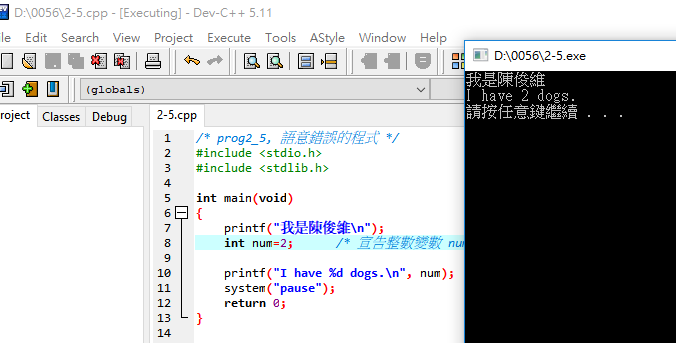 D:\0056\2-5.cpp - [Executing] - Dev-C++ 5.11
Edit Search View Project Execute Tools AStyle Window Help
(globals)
Classes Debug
2-5.cpp
1 /* prog2_5, 語意錯誤的程式 */
2 #include <stdio.h>
3 #include <stdlib.h>
4
5 int main(void)
6 {
7 printf("我是陳俊維\n");
8 int num=2; /* 宣告整數變數
9
10 printf("I have %d dogs.\n", num);
11 system("pause");
12 return 0;
13 }
14
D:\0056\2-5.exe
我是陳俊維
I have 2 dogs.
請按任意鍵繼續 . . .